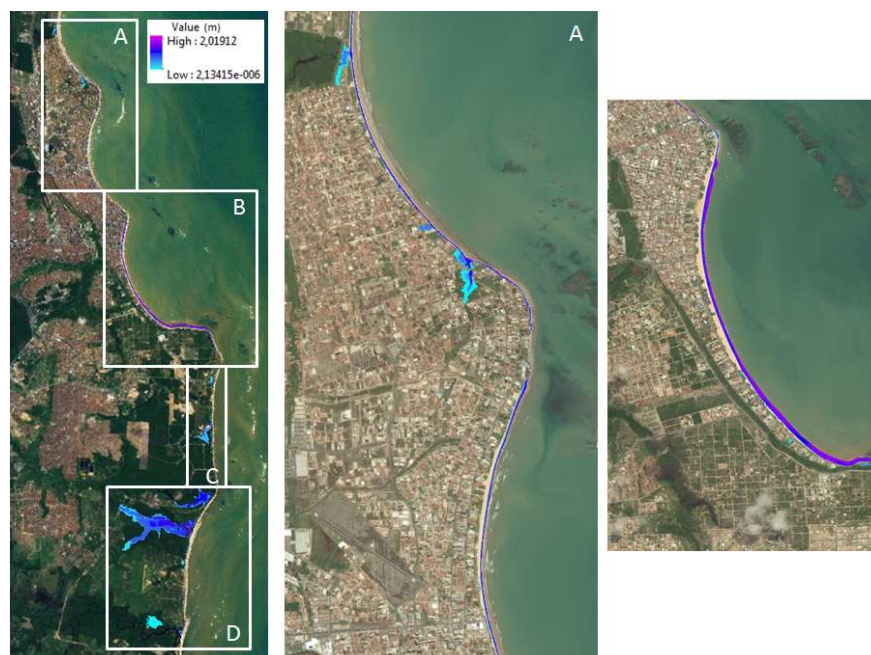 A
Value (m)
High : 2,01912
Low : 2,13415e-006
B
C
D
A